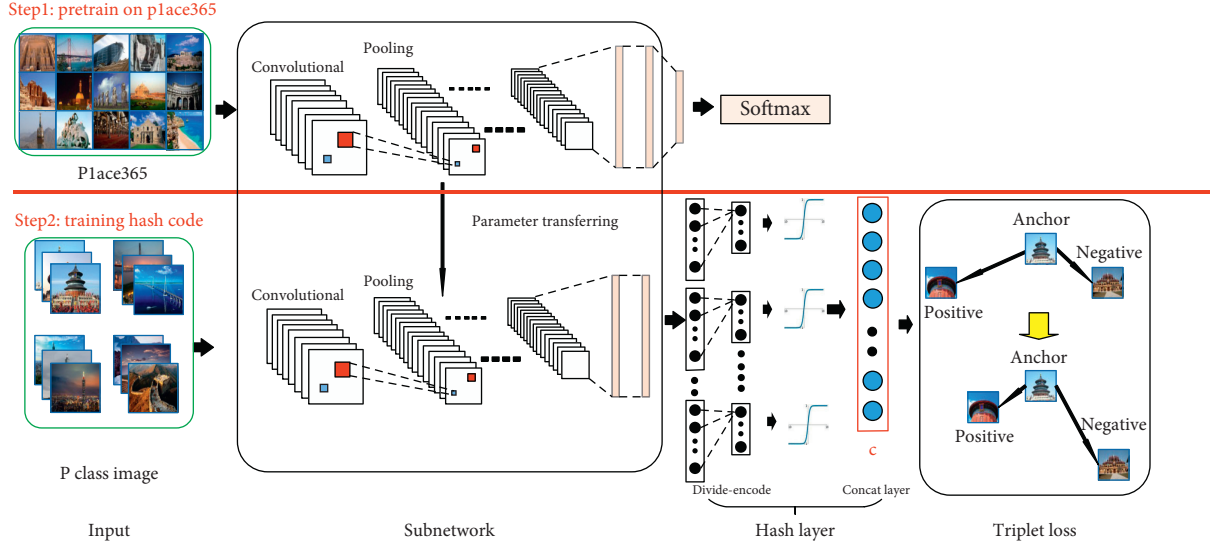 Step1: pretrain on p1ace365
Pooling
Convolutional
Softmax
P1ace365
Step2: training hash code
Parameter transferring
Pooling
Convolutional
Anchor
Negative
Positive
Anchor
Negative
Positive
C
P class image
Divide-encode
Concat layer
Input
Subnetwork
Hash layer
Triplet loss